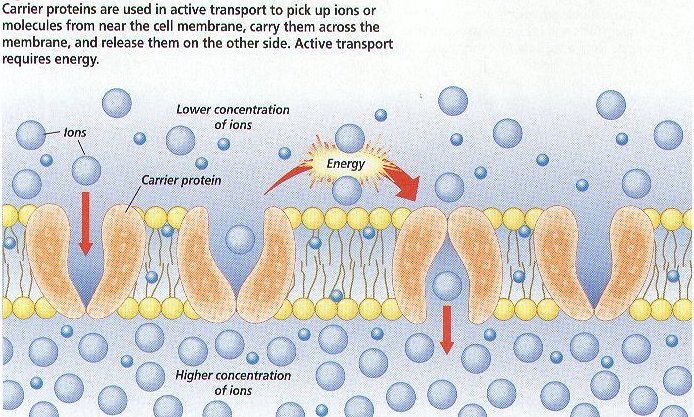 Carrier proteins are used in active transport to pick up ions or
molecules from near the cell membrane, carry them across the
membrane, and release them on the other side. Active transport
requires energy.
Lower concentration
of ions
Ions
Energy
Carrier protein
Higher concentration
of ions